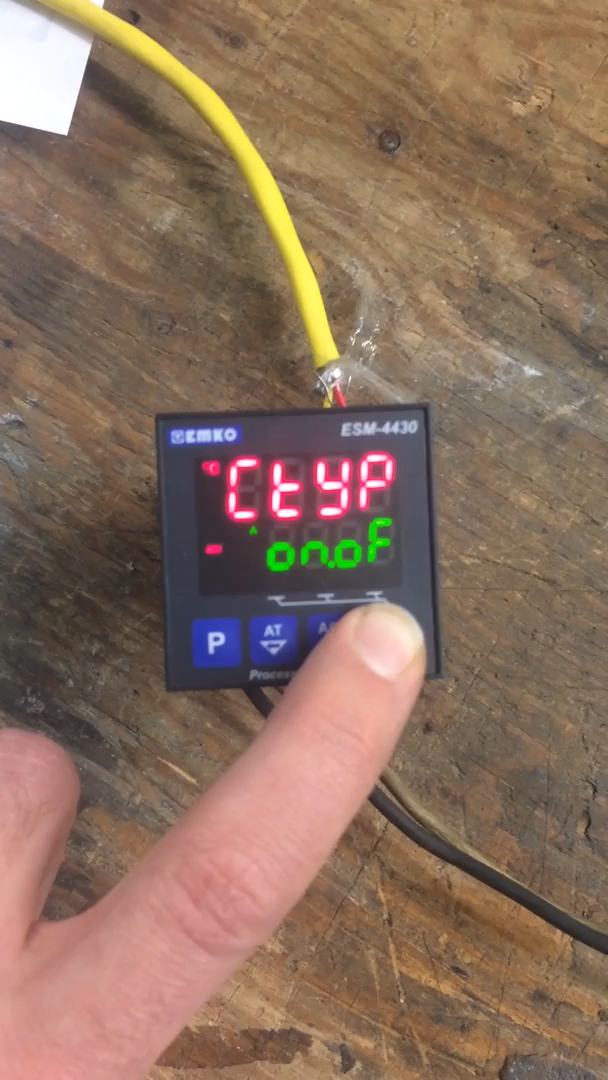 EMKO
ESM-4430
°C
CtYP
on.oF
P
AT
Process